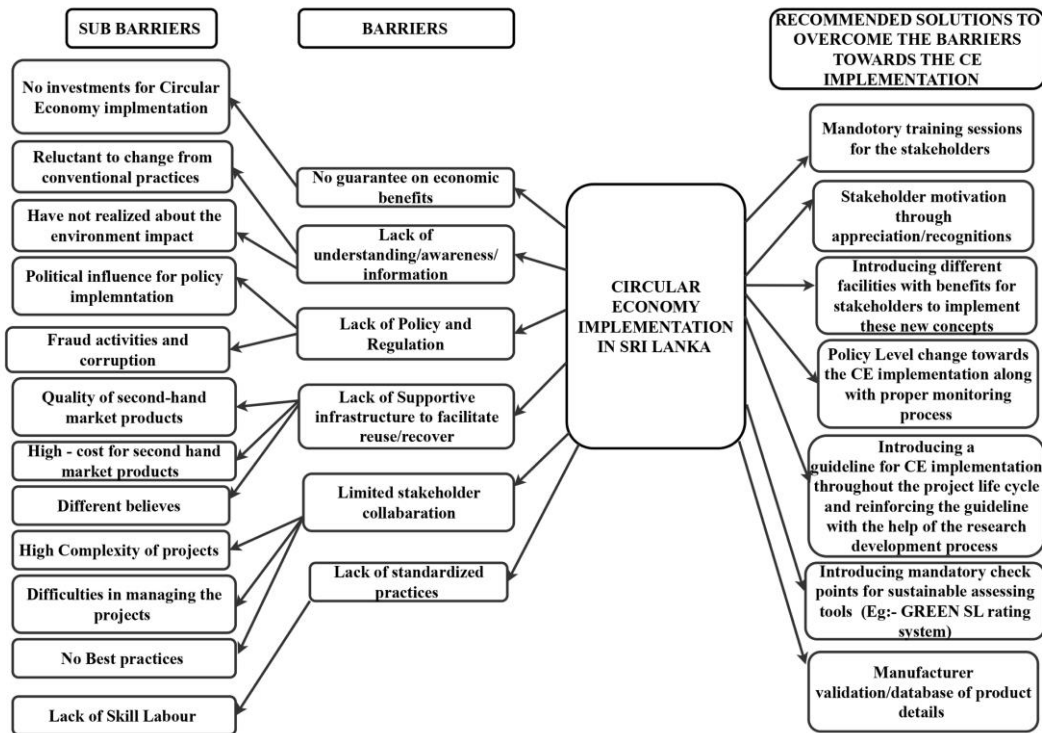 SUB BARRIERS
No investments for Circular
Economy implmentation
Reluctant to change from
conventional practices
Have not realized about the
environment impact
Political influence for policy
implemntation
Fraud activities and
corruption
Quality of second-hand
market products
High - cost for second hand
market products
Different believes
High Complexity of projects
Difficulties in managing the
projects
No Best practices
Lack of Skill Labour
BARRIERS
No guarantee on economic
benefits
Lack of
understanding/awareness/
information
Lack of Policy and
Regulation
Lack of Supportive
infrastructure to facilitate
reuse/recover
Limited stakeholder
collabaration
Lack of standardized
practices
CIRCULAR
ECONOMY
IMPLEMENTATION
IN SRI LANKA
RECOMMENDED SOLUTIONS TO
OVERCOME THE BARRIERS
TOWARDS THE CE
IMPLEMENTATION
Mandotory training sessions
for the stakeholders
Stakeholder motivation
through
appreciation/recognitions
Introducing different
facilities with benefits for
stakeholders to implement
these new concepts
Policy Level change towards
the CE implementation along
with proper monitoring
process
Introducing a
guideline for CE implementation
throughout the project life cycle
and reinforcing the guideline
with the help of the research
development process
Introducing mandatory check
points for sustainable assessing
tools (Eg:- GREEN SL rating
system)
Manufacturer
validation/database of product
details